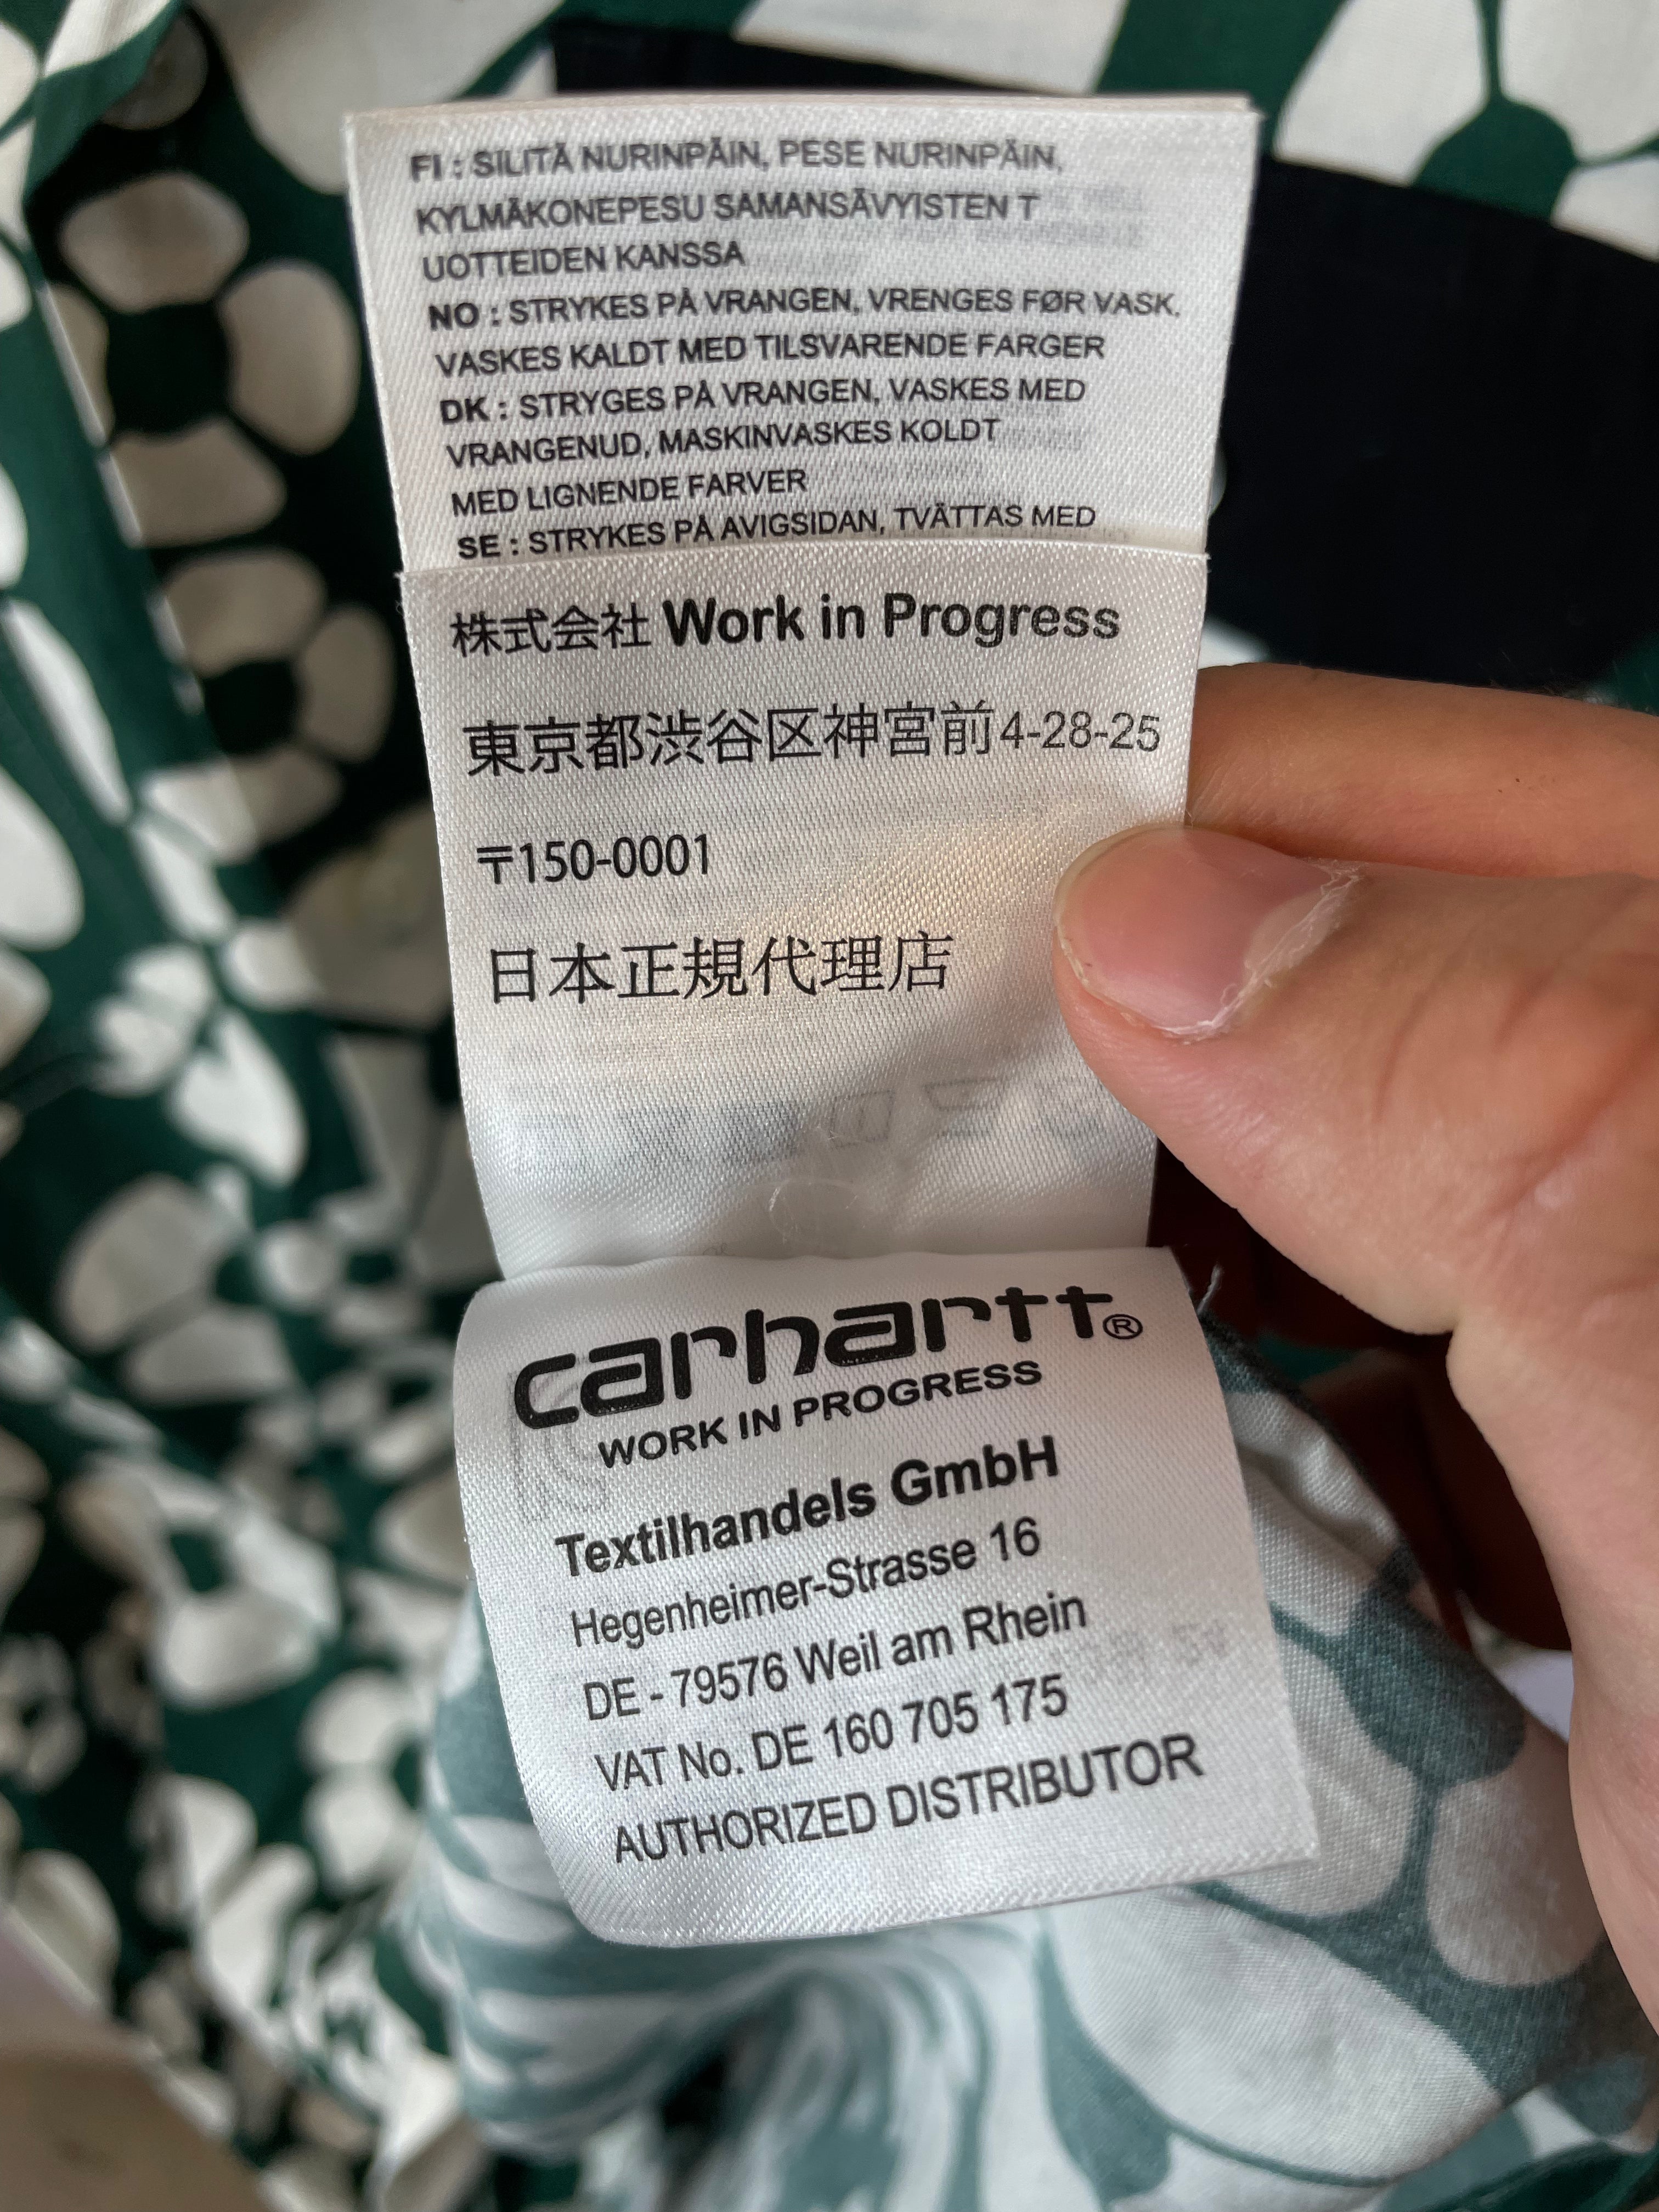 FI : SILITÄ NURINPÄIN, PESE NURINPÄIN,
KYLMÄKONEPESU SAMANSÄVYISTEN T
UOTTEIDEN KANSSA
NO : STRYKES PÅ VRANGEN, VRENGES FØR VASK.
VASKES KALDT MED TILSVARENDE FARGER
DK : STRYGES PÅ VRANGEN, VASKES MED
VRANGENUD, MASKINVASKES KOLDT
MED LIGNENDE FARVER
SE : STRYKES PÅ AVIGSIDAN, TVÄTTAS MED
株式会社 Work in Progress
東京都渋谷区神宮前4-28-25
〒150-0001
日本正規代理店
carhartt®
WORK IN PROGRESS
Textilhandels GmbH
Hegenheimer-Strasse 16
DE - 79576 Weil am Rhein
VAT No. DE 160 705 175
AUTHORIZED DISTRIBUTOR